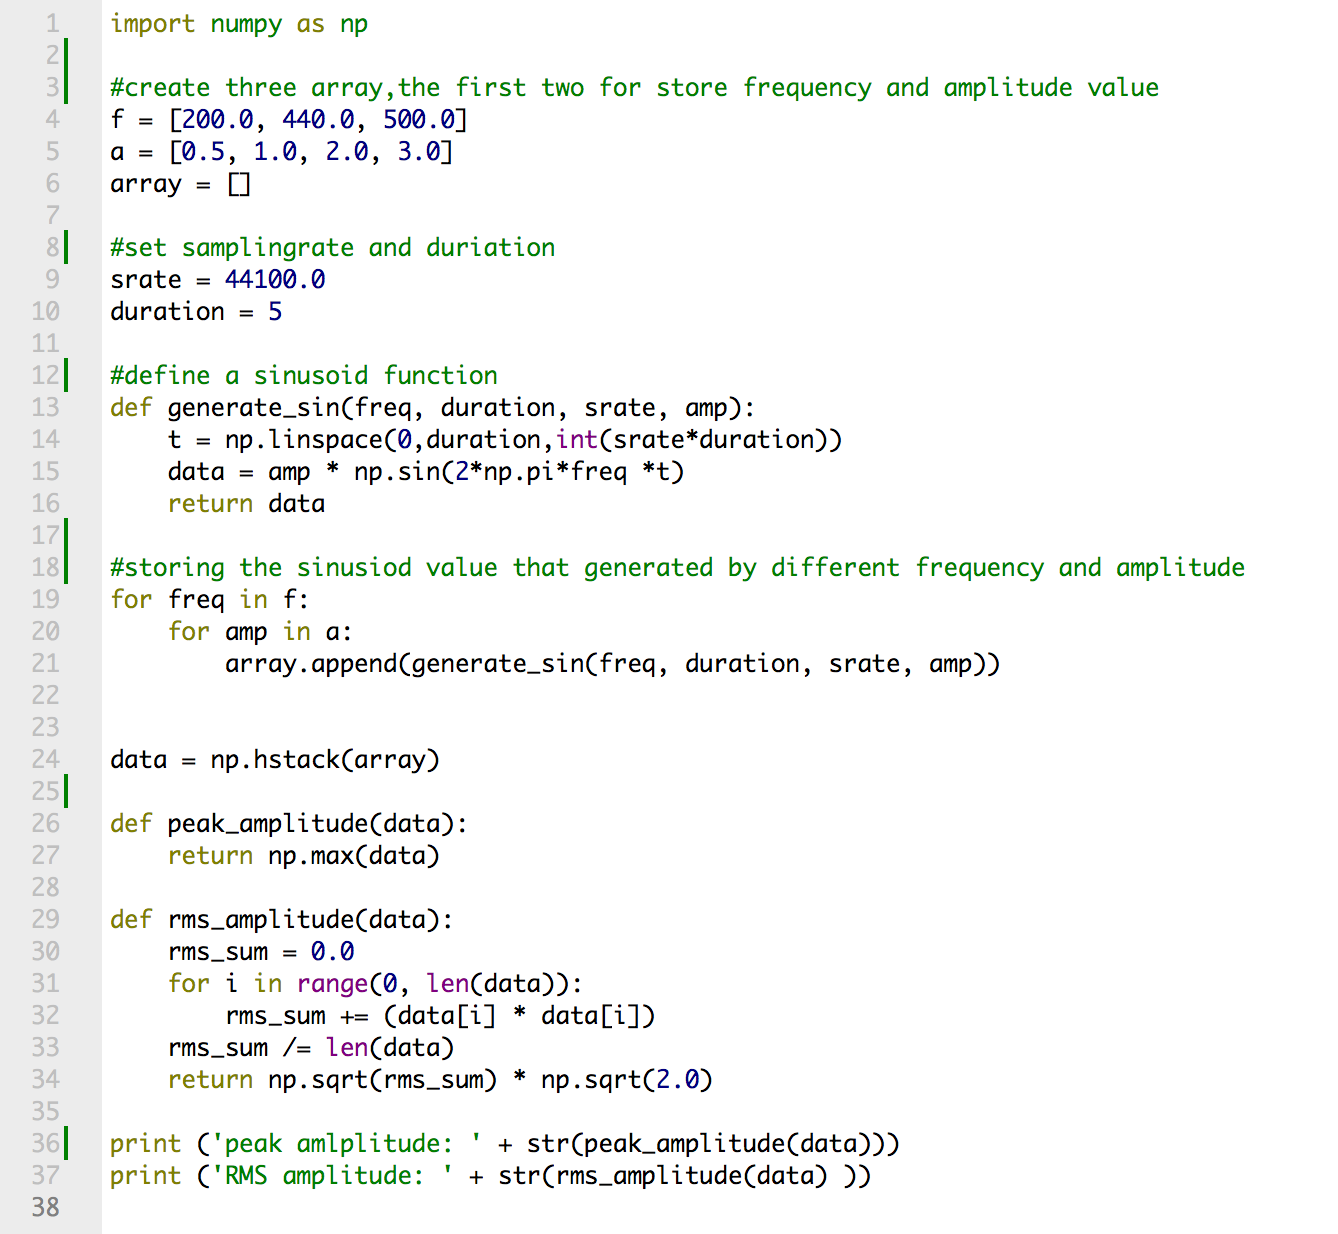 1 import numpy as np
2
3 #create three array,the first two for store frequency and amplitude value
4 f = [200.0, 440.0, 500.0]
5 a = [0.5, 1.0, 2.0, 3.0]
6 array = []
7
8 #set samplingrate and duriation
9 srate = 44100.0
10 duration = 5
11
12 #define a sinusoid function
13 def generate_sin(freq, duration, srate, amp):
14     t = np.linspace(0,duration,int(srate*duration))
15     data = amp * np.sin(2*np.pi*freq *t)
16     return data
17
18 #storing the sinusiod value that generated by different frequency and amplitude
19 for freq in f:
20     for amp in a:
21         array.append(generate_sin(freq, duration, srate, amp))
22
23
24 data = np.hstack(array)
25
26 def peak_amplitude(data):
27     return np.max(data)
28
29 def rms_amplitude(data):
30     rms_sum = 0.0
31     for i in range(0, len(data)):
32         rms_sum += (data[i] * data[i])
33     rms_sum /= len(data)
34     return np.sqrt(rms_sum) * np.sqrt(2.0)
35
36 print ('peak amlplitude: ' + str(peak_amplitude(data)))
37 print ('RMS amplitude: ' + str(rms_amplitude(data) ))
38